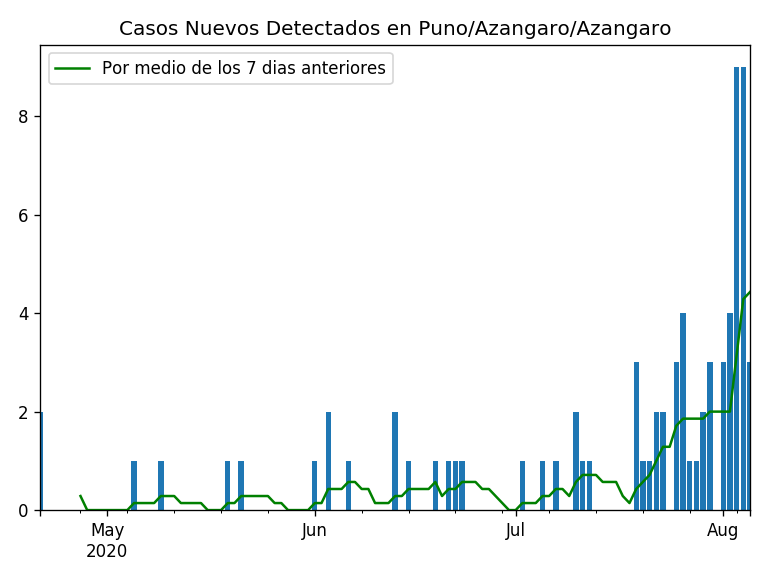 Casos Nuevos Detectados en Puno/Azangaro/Azangaro
Por medio de los 7 dias anteriores
8
6
4
2
0
May
2020
Jun
Jul
Aug